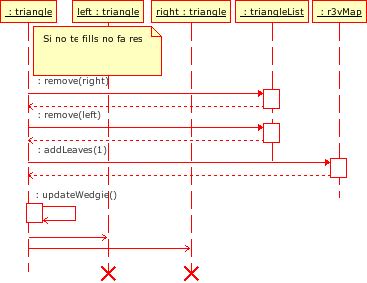 : triangle
left : triangle
right : triangle
: triangleList
: r3vMap
Si no te fills no fa res
: remove(right)
: remove(left)
: addLeaves(1)
: updateWedgie()